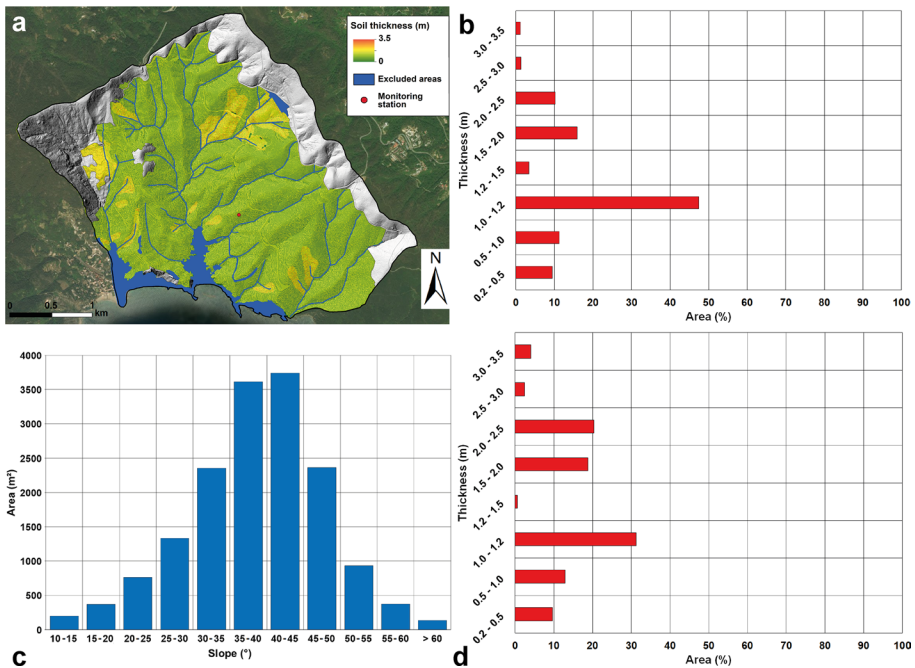 a
Soil thickness (m)
3.5
0
Excluded areas
Monitoring
station
N
0 0.5 1
km
b
Thickness (m)
3.0 - 3.5
2.5 - 3.0
2.0 - 2.5
1.5 - 2.0
1.2 - 1.5
1.0 - 1.2
0.5 - 1.0
0.2 - 0.5
0 10 20 30 40 50 60 70 80 90 100
Area (%)
c
Area (m²)
4000
3500
3000
2500
2000
1500
1000
500
0
10 - 15 15 - 20 20 - 25 25 - 30 30 - 35 35 - 40 40 - 45 45 - 50 50 - 55 55 - 60 > 60
Slope (°)
d
Thickness (m)
3.0 - 3.5
2.5 - 3.0
2.0 - 2.5
1.5 - 2.0
1.2 - 1.5
1.0 - 1.2
0.5 - 1.0
0.2 - 0.5
0 10 20 30 40 50 60 70 80 90 100
Area (%)